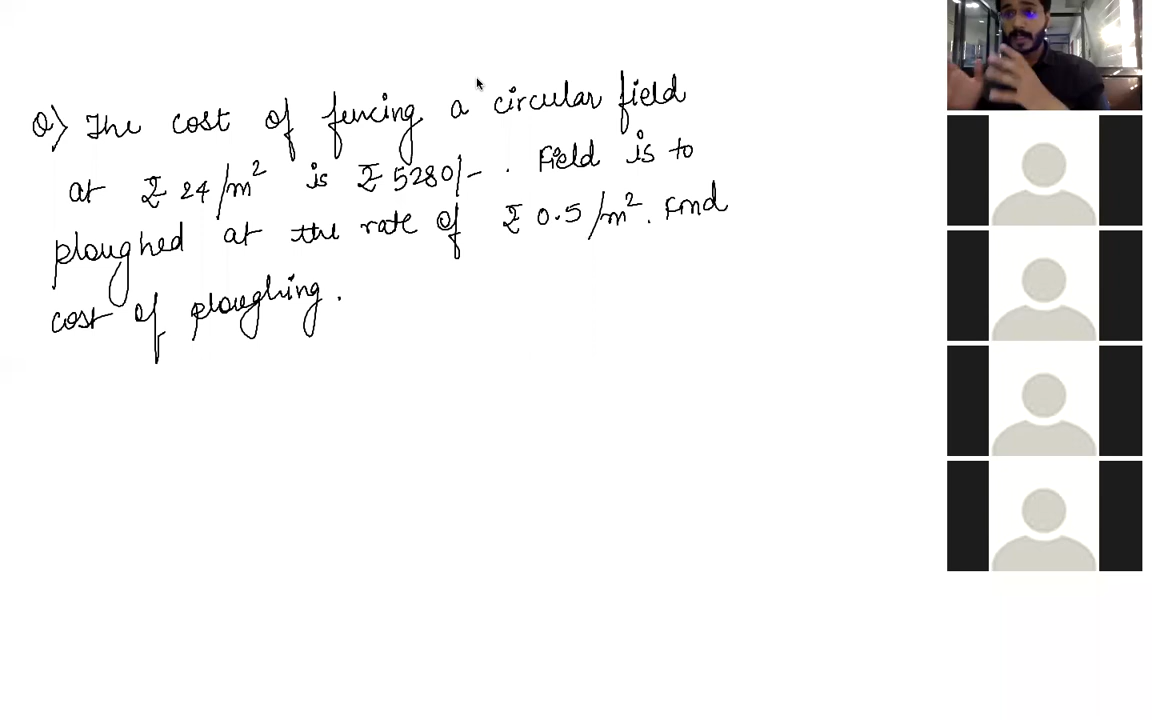 Q) The cost of fencing a circular field
at ₹ 24/m² is ₹ 5280/- . Field is to
ploughed at the rate of ₹ 0.5/m². Find
cost of ploughing.